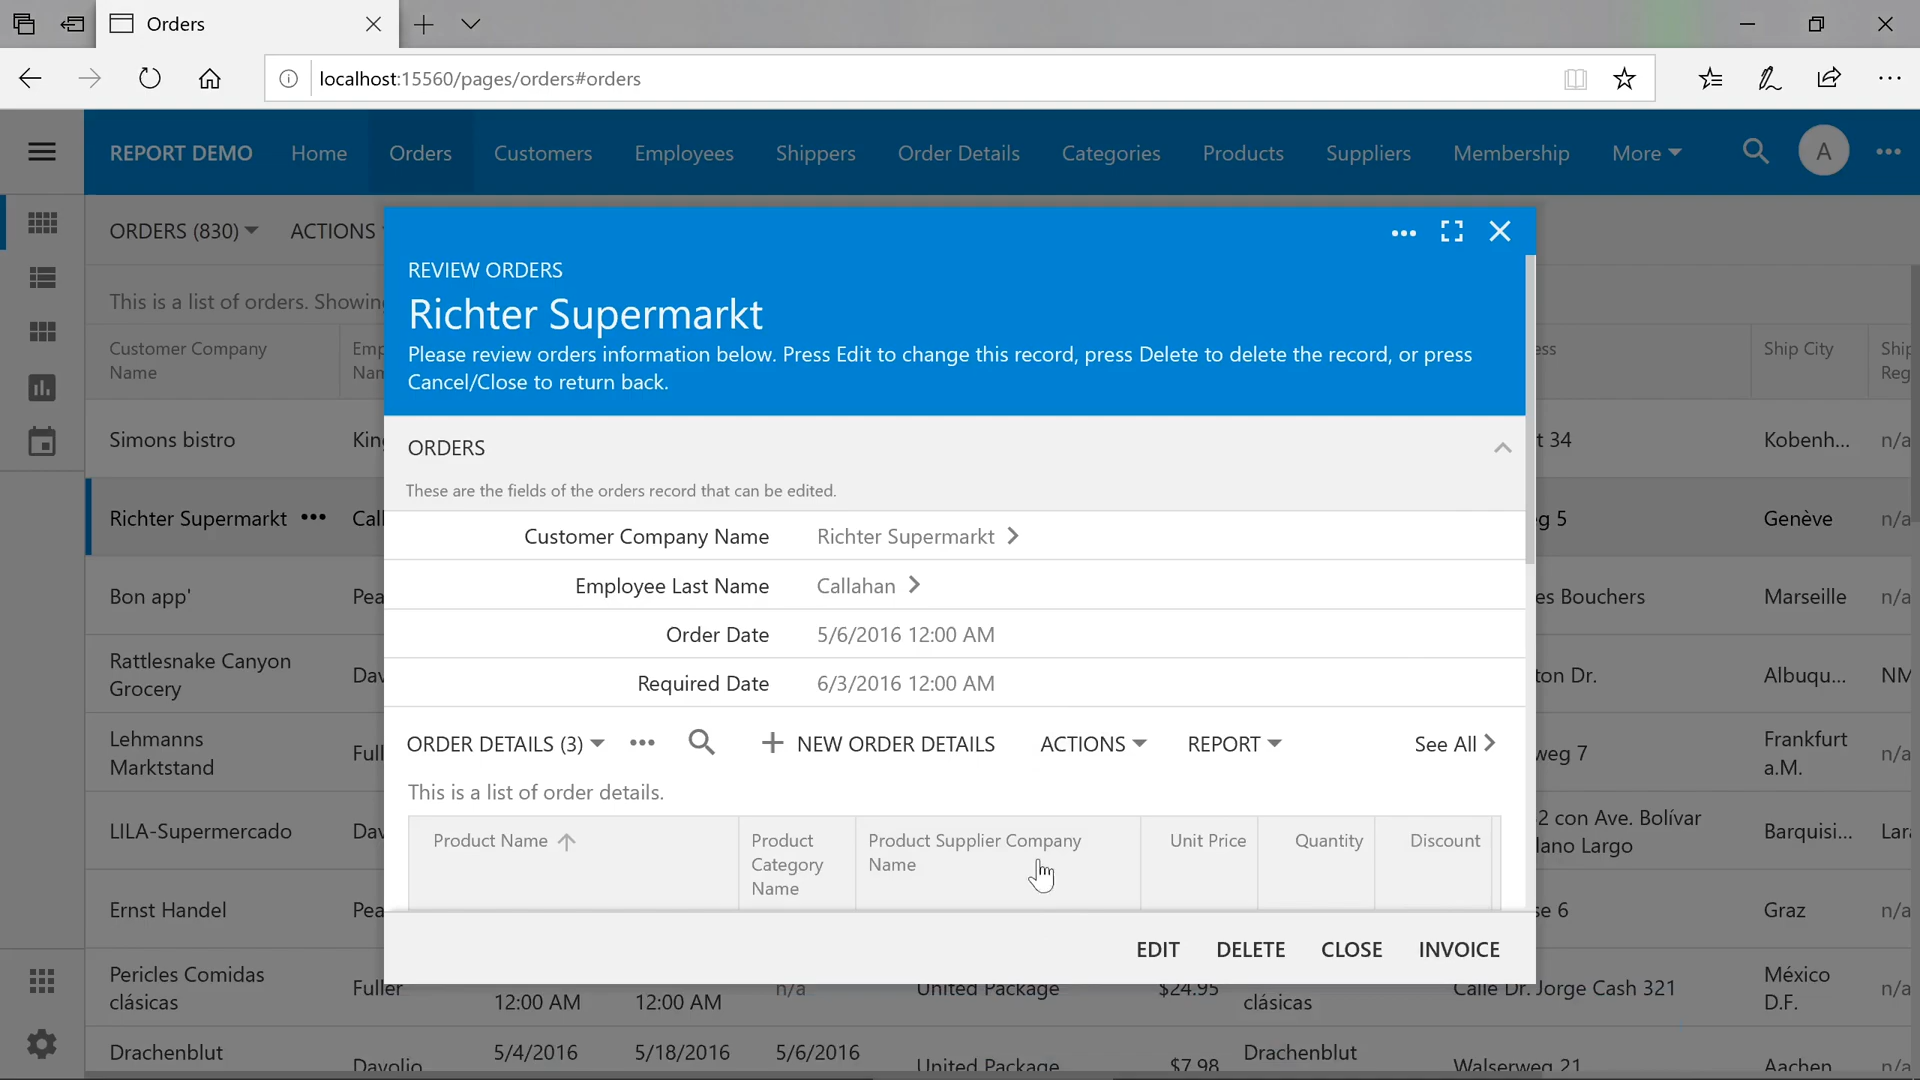 Orders
localhost:15560/pages/orders#orders
REPORT DEMO Home Orders Customers Employees Shippers Order Details Categories Products Suppliers Membership More A
ORDERS (830) ACTIONS
REVIEW ORDERS
Richter Supermarkt
Please review orders information below. Press Edit to change this record, press Delete to delete the record, or press
Cancel/Close to return back.
This is a list of orders. Showing
Customer Company
Name
Ship City
ORDERS
These are the fields of the orders record that can be edited.
Customer Company Name Richter Supermarkt
Employee Last Name Callahan
Order Date 5/6/2016 12:00 AM
Required Date 6/3/2016 12:00 AM
ORDER DETAILS (3) NEW ORDER DETAILS ACTIONS REPORT See All
This is a list of order details.
Product Name
Product
Category
Name
Product Supplier Company
Name
Unit Price Quantity Discount
EDIT DELETE CLOSE INVOICE
Simons bistro t 34 Kobenh... n/a
Richter Supermarkt g 5 Genève n/a
Bon app' es Bouchers Marseille n/a
Rattlesnake Canyon
Grocery
ton Dr. Albuqu... NM
Lehmanns
Marktstand
weg 7
Frankfurt
a.M.
n/a
LILA-Supermercado
2 con Ave. Bolívar
lano Largo
Barquisi...
Ernst Handel se 6 Graz n/a
Pericles Comidas
clásicas
Fuller
12:00 AM 12:00 AM n/a United Package $24.95 clásicas Calle Dr. Jorge Cash 321
México
D.F.
n/a
Drachenblut
Davolio 5/4/2016 5/18/2016 5/6/2016 United Package $7.98 Drachenblut Walserweg 21 Aachen n/a